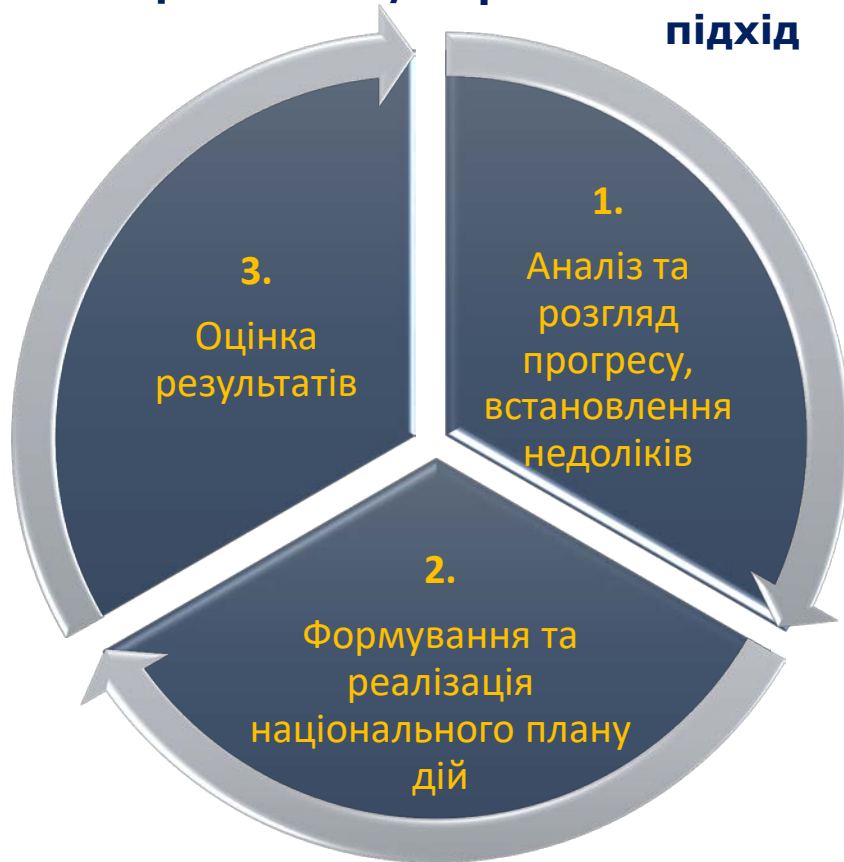 підхід
1.
Аналіз та
розгляд
прогресу,
встановлення
недоліків
2.
Формування та
реалізація
національного плану
дій
3.
Оцінка
результатів